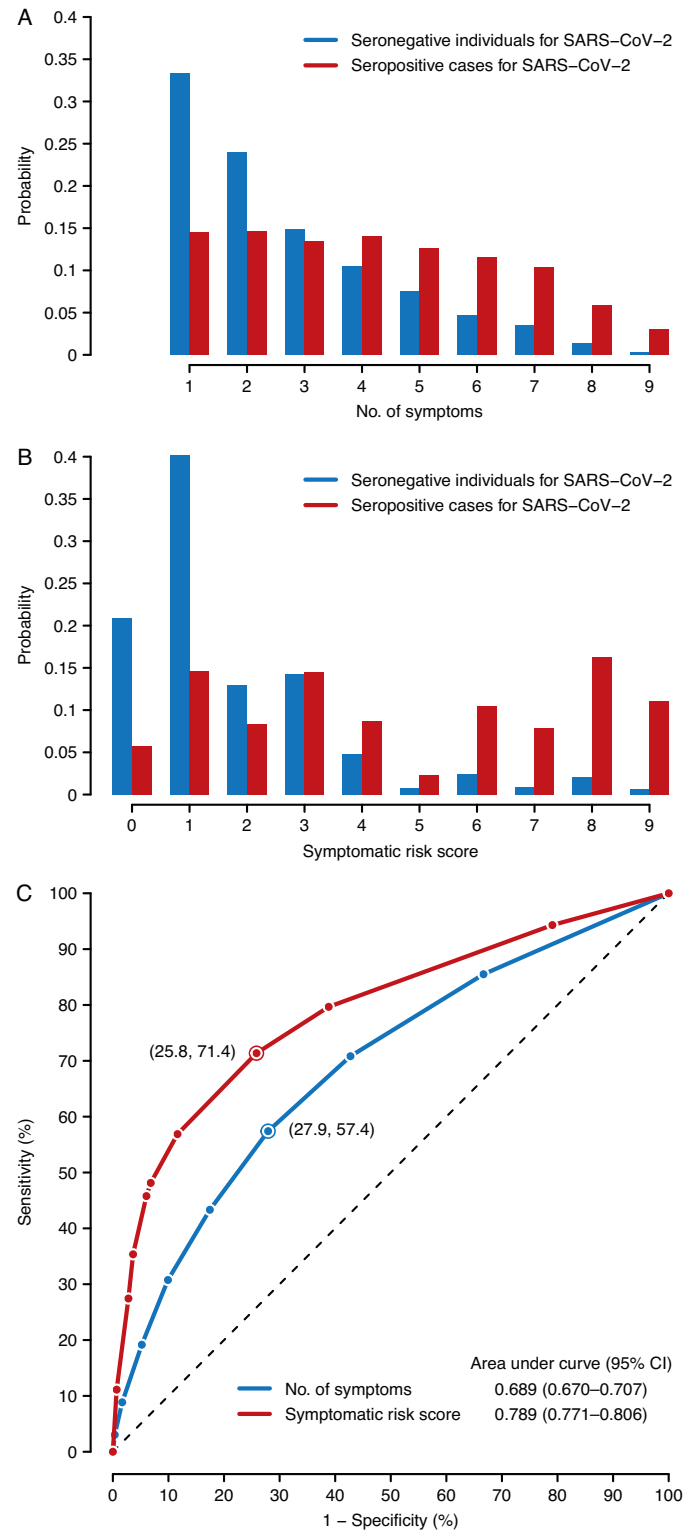 A
0.4
0.35
0.3
0.25
0.2
0.15
0.1
0.05
0
Probability
Seronegative individuals for SARS–CoV–2
Seropositive cases for SARS–CoV–2
1 2 3 4 5 6 7 8 9
No. of symptoms
B
0.4
0.35
0.3
0.25
0.2
0.15
0.1
0.05
0
Probability
Seronegative individuals for SARS–CoV–2
Seropositive cases for SARS–CoV–2
0 1 2 3 4 5 6 7 8 9
Symptomatic risk score
C
100
90
80
70
60
50
40
30
20
10
0
Sensitivity (%)
(25.8, 71.4)
(27.9, 57.4)
Area under curve (95% CI)
No. of symptoms 0.689 (0.670–0.707)
Symptomatic risk score 0.789 (0.771–0.806)
0 10 20 30 40 50 60 70 80 90 100
1 – Specificity (%)